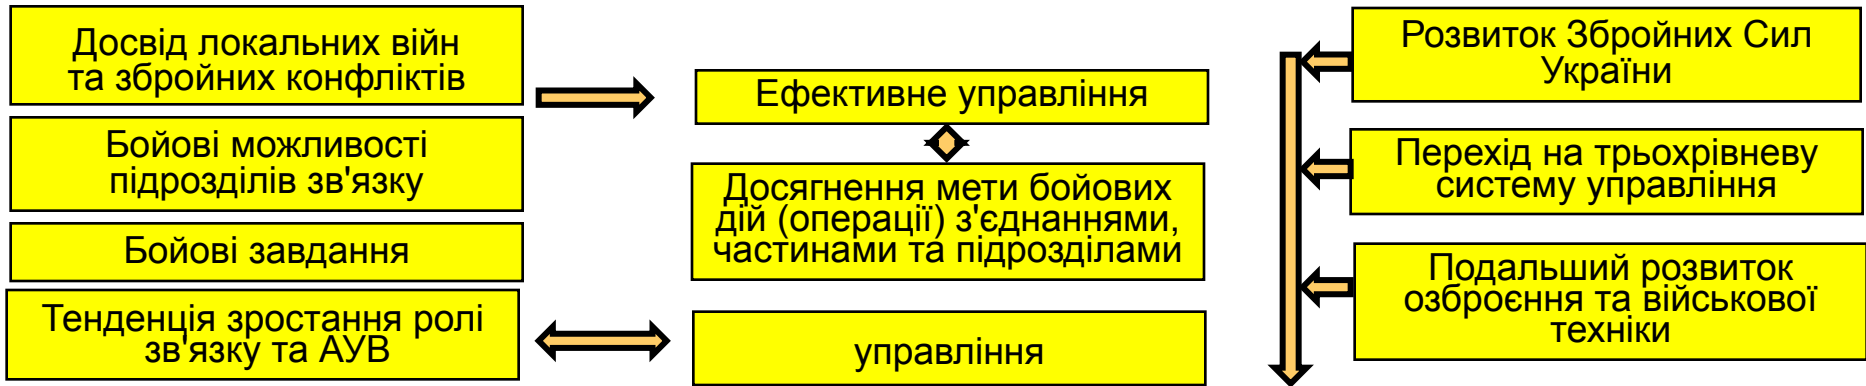 Досвід локальних війн
та збройних конфліктів
Бойові можливості
підрозділів зв'язку
Бойові завдання
Тенденція зростання ролі
зв'язку та АУВ
Ефективне управління
Досягнення мети бойових
дій (операції) з'єднаннями,
частинами та підрозділами
управління
Розвиток Збройних Сил
України
Перехід на трьохрівневу
систему управління
Подальший розвиток
озброєння та військової
техніки